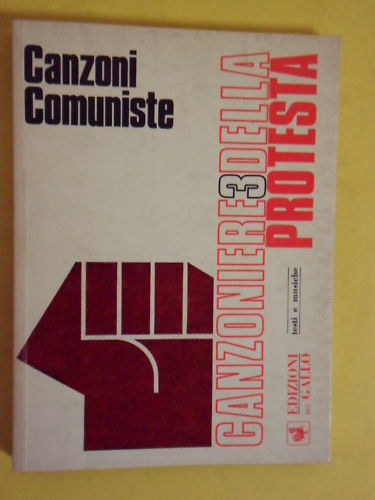 Canzoni
Comuniste
CANZONIERE 3 DELLA
PROTESTA
testi e musiche
EDIZIONI
DEL GALLO